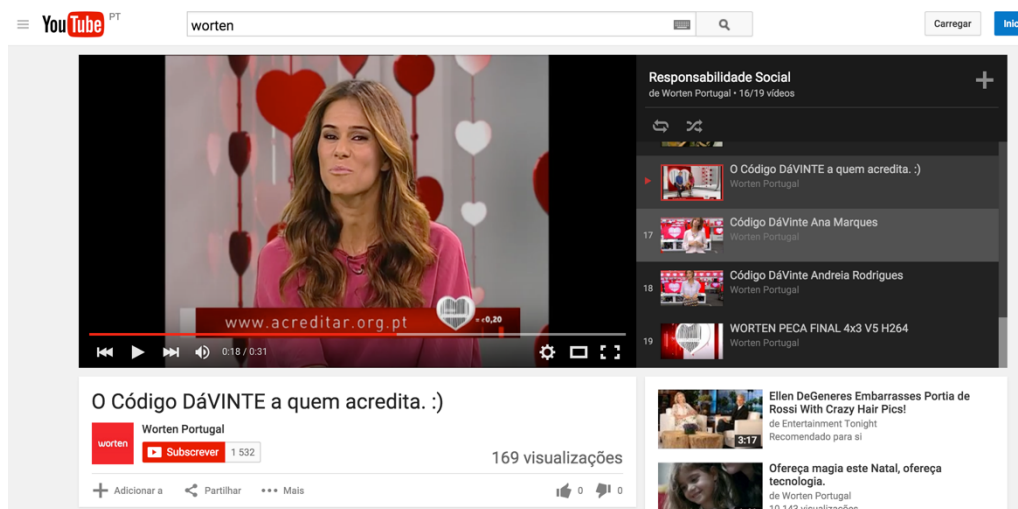 YouTube PT
worten
Carregar
Inic
www.acreditar.org.pt
= €0,20
0:18 / 0:31
Responsabilidade Social
de Worten Portugal • 16/19 vídeos
O Código DáVINTE a quem acredita. :)
Worten Portugal
17
Código DáVinte Ana Marques
Worten Portugal
18
Código DáVinte Andreia Rodrigues
Worten Portugal
19
WORTEN PECA FINAL 4x3 V5 H264
Worten Portugal
O Código DáVINTE a quem acredita. :)
worten
Worten Portugal
Subscrever 1 532
169 visualizações
Adicionar a Partilhar Mais
0 0
3:17
Ellen DeGeneres Embarrasses Portia de
Rossi With Crazy Hair Pics!
de Entertainment Tonight
Recomendado para si
Ofereça magia este Natal, ofereça
tecnologia.
de Worten Portugal
10 143 visualizações